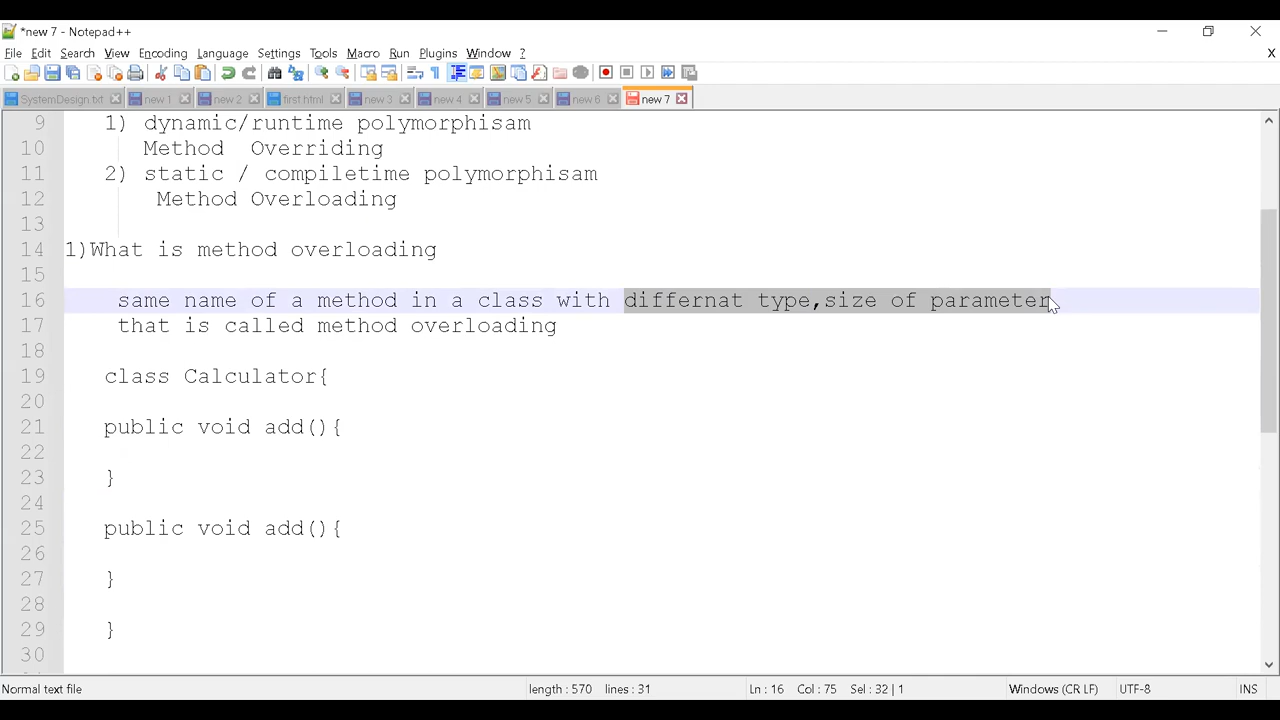 *new 7 - Notepad++
File Edit Search View Encoding Language Settings Tools Macro Run Plugins Window ? X
SystemDesign.txt new 1 new 2 first html new 3 new 4 new 5 new 6 new 7
9 1) dynamic/runtime polymorphisam
10 Method Overriding
11 2) static / compiletime polymorphisam
12 Method Overloading
13
14 1)What is method overloading
15
16 same name of a method in a class with differnat type,size of parameter
17 that is called method overloading
18
19 class Calculator{
20
21 public void add(){
22
23 }
24
25 public void add(){
26
27 }
28
29 }
30
Normal text file length : 570 lines : 31 Ln : 16 Col : 75 Sel : 32 | 1 Windows (CR LF) UTF-8 INS